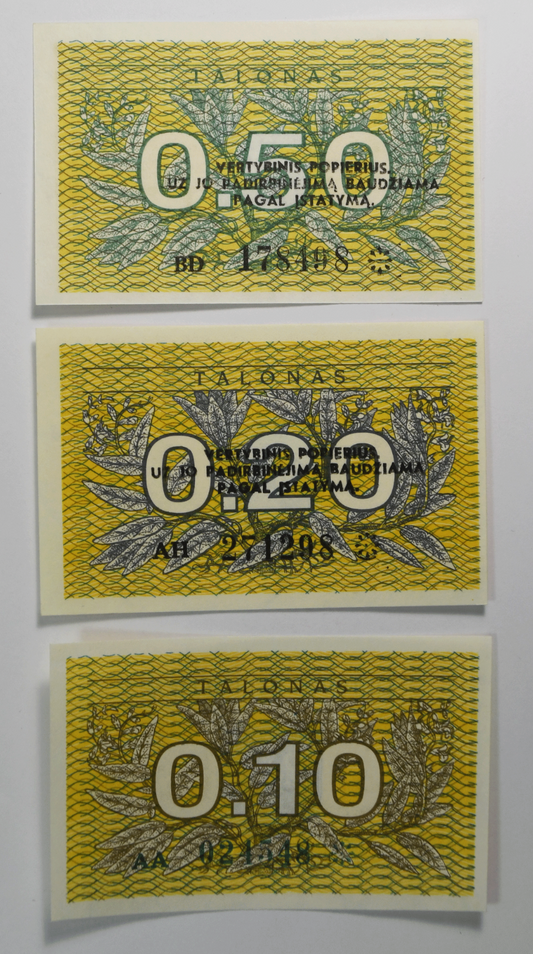 TALONAS
0.50
VERTYBINIS POPIERIUS,
UŽ JO PADIRBINĖJIMĄ BAUDŽIAMA
PAGAL ĮSTATYMĄ.
BD 178498
TALONAS
0.20
VERTYBINIS POPIERIUS,
UŽ JO PADIRBINĖJIMĄ BAUDŽIAMA
PAGAL ĮSTATYMĄ.
AH 271298
TALONAS
0.10
AA 024548